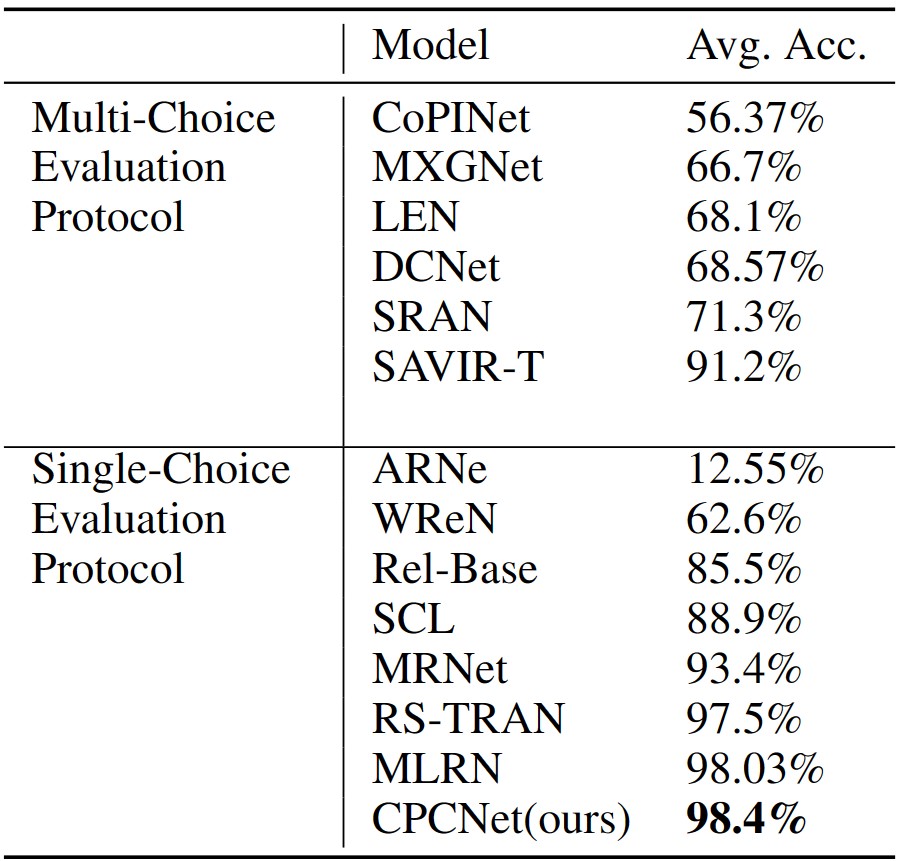 Model Avg. Acc.
Multi-Choice CoPINet 56.37%
Evaluation MXGNet 66.7%
Protocol LEN 68.1%
DCNet 68.57%
SRAN 71.3%
SAVIR-T 91.2%
Single-Choice ARNe 12.55%
Evaluation WReN 62.6%
Protocol Rel-Base 85.5%
SCL 88.9%
MRNet 93.4%
RS-TRAN 97.5%
MLRN 98.03%
CPCNet(ours) 98.4%